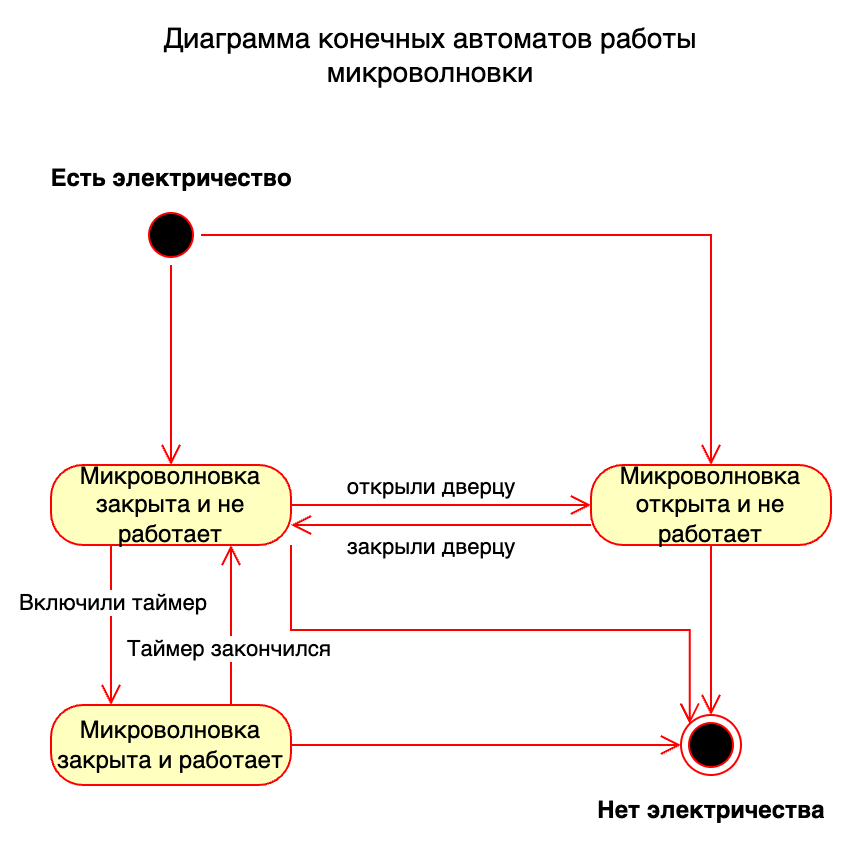 Диаграмма конечных автоматов работы
микроволновки
Есть электричество
Микроволновка
закрыта и не
работает
открыли дверцу
закрыли дверцу
Микроволновка
открыта и не
работает
Включили таймер
Таймер закончился
Микроволновка
закрыта и работает
Нет электричества